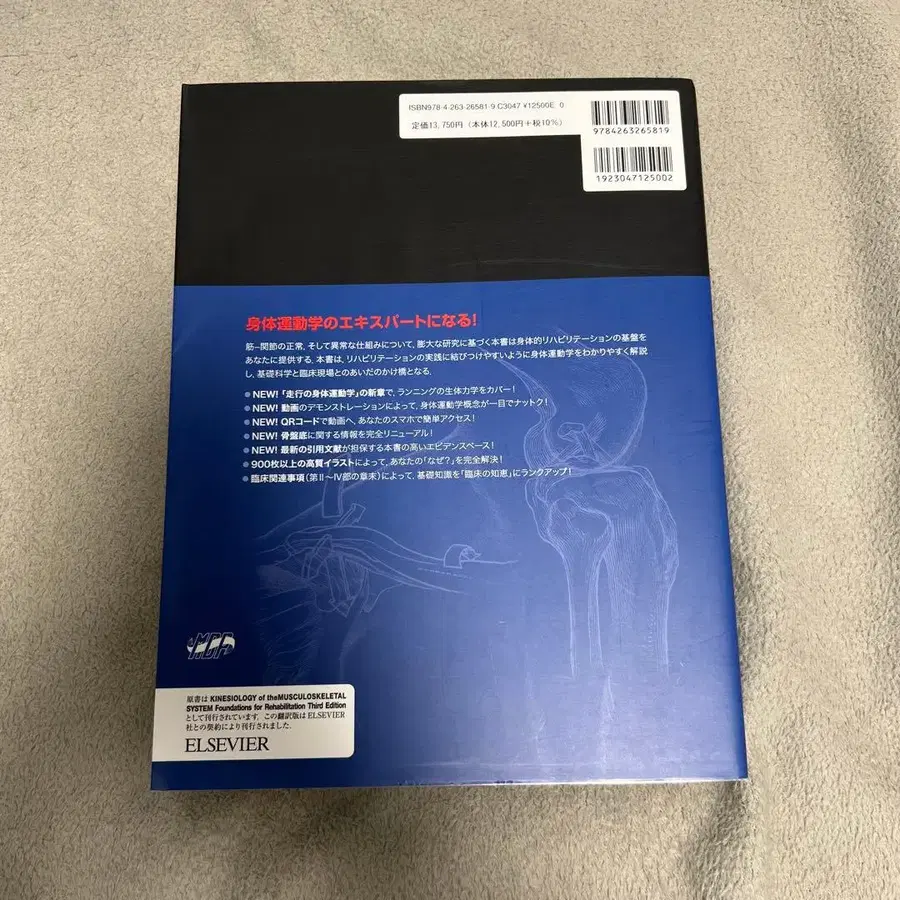 ISBN978-4-263-26581-9 C3047 ¥12500E 0
定価13,750円(本体12,500円+税10%)
9784263265819
1923047125002
身体運動学のエキスパートになる!
筋−関節の正常,そして異常な仕組みについて,膨大な研究に基づく本書は身体的リハビリテーションの基盤を
あなたに提供する.本書は,リハビリテーションの実践に結びつけやすいように身体運動学をわかりやすく解説
し,基礎科学と臨床現場とのあいだのかけ橋となる.
●NEW!「走行の身体運動学」の新章で,ランニングの生体力学をカバー!
●NEW!動画のデモンストレーションによって,身体運動学概念が一目でナットク!
●NEW!QRコードで動画へ,あなたのスマホで簡単アクセス!
●NEW!骨盤底に関する情報を完全リニューアル!
●NEW!最新の引用文献が担保する本書の高いエビデンスベース!
●900枚以上の高質イラストによって,あなたの「なぜ?」を完全解決!
●臨床関連事項(第Ⅱ〜Ⅳ部の章末)によって,基礎知識を「臨床の知恵」にランクアップ!
MDP
原書は KINESIOLOGY of theMUSCULOSKELETAL
SYSTEM Foundations for Rehabilitation Third Edition
として刊行されています.この翻訳版は ELSEVIER
社との契約により刊行されました.
ELSEVIER